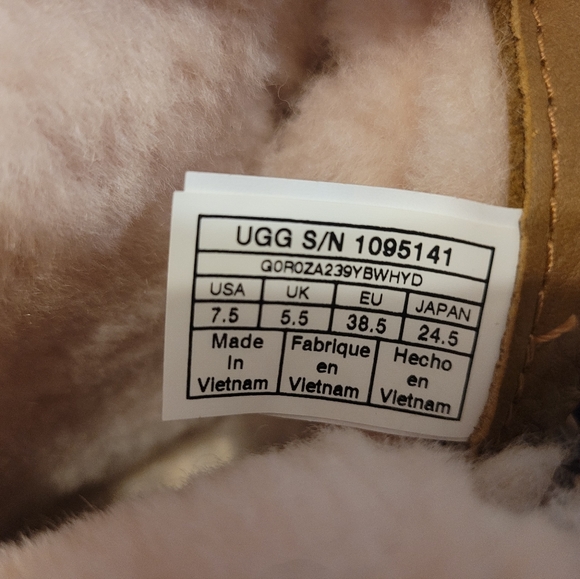 UGG S/N 1095141
Q0R0ZA239YBWHYD
USA UK EU JAPAN
7.5 5.5 38.5 24.5
Made In Vietnam
Fabrique en Vietnam
Hecho en Vietnam